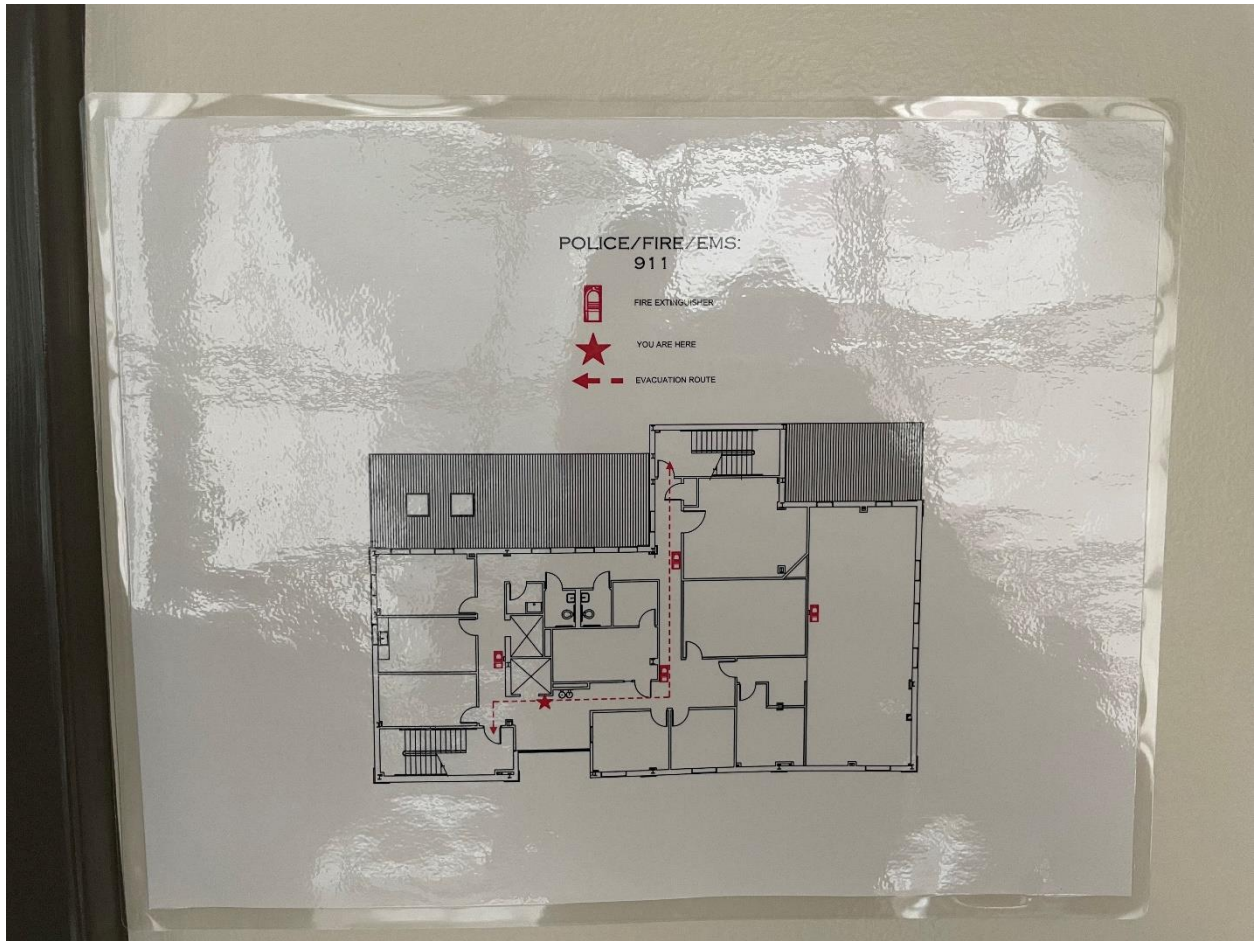 POLICE/FIRE/EMS:
911
FIRE EXTINGUISHER
YOU ARE HERE
EVACUATION ROUTE